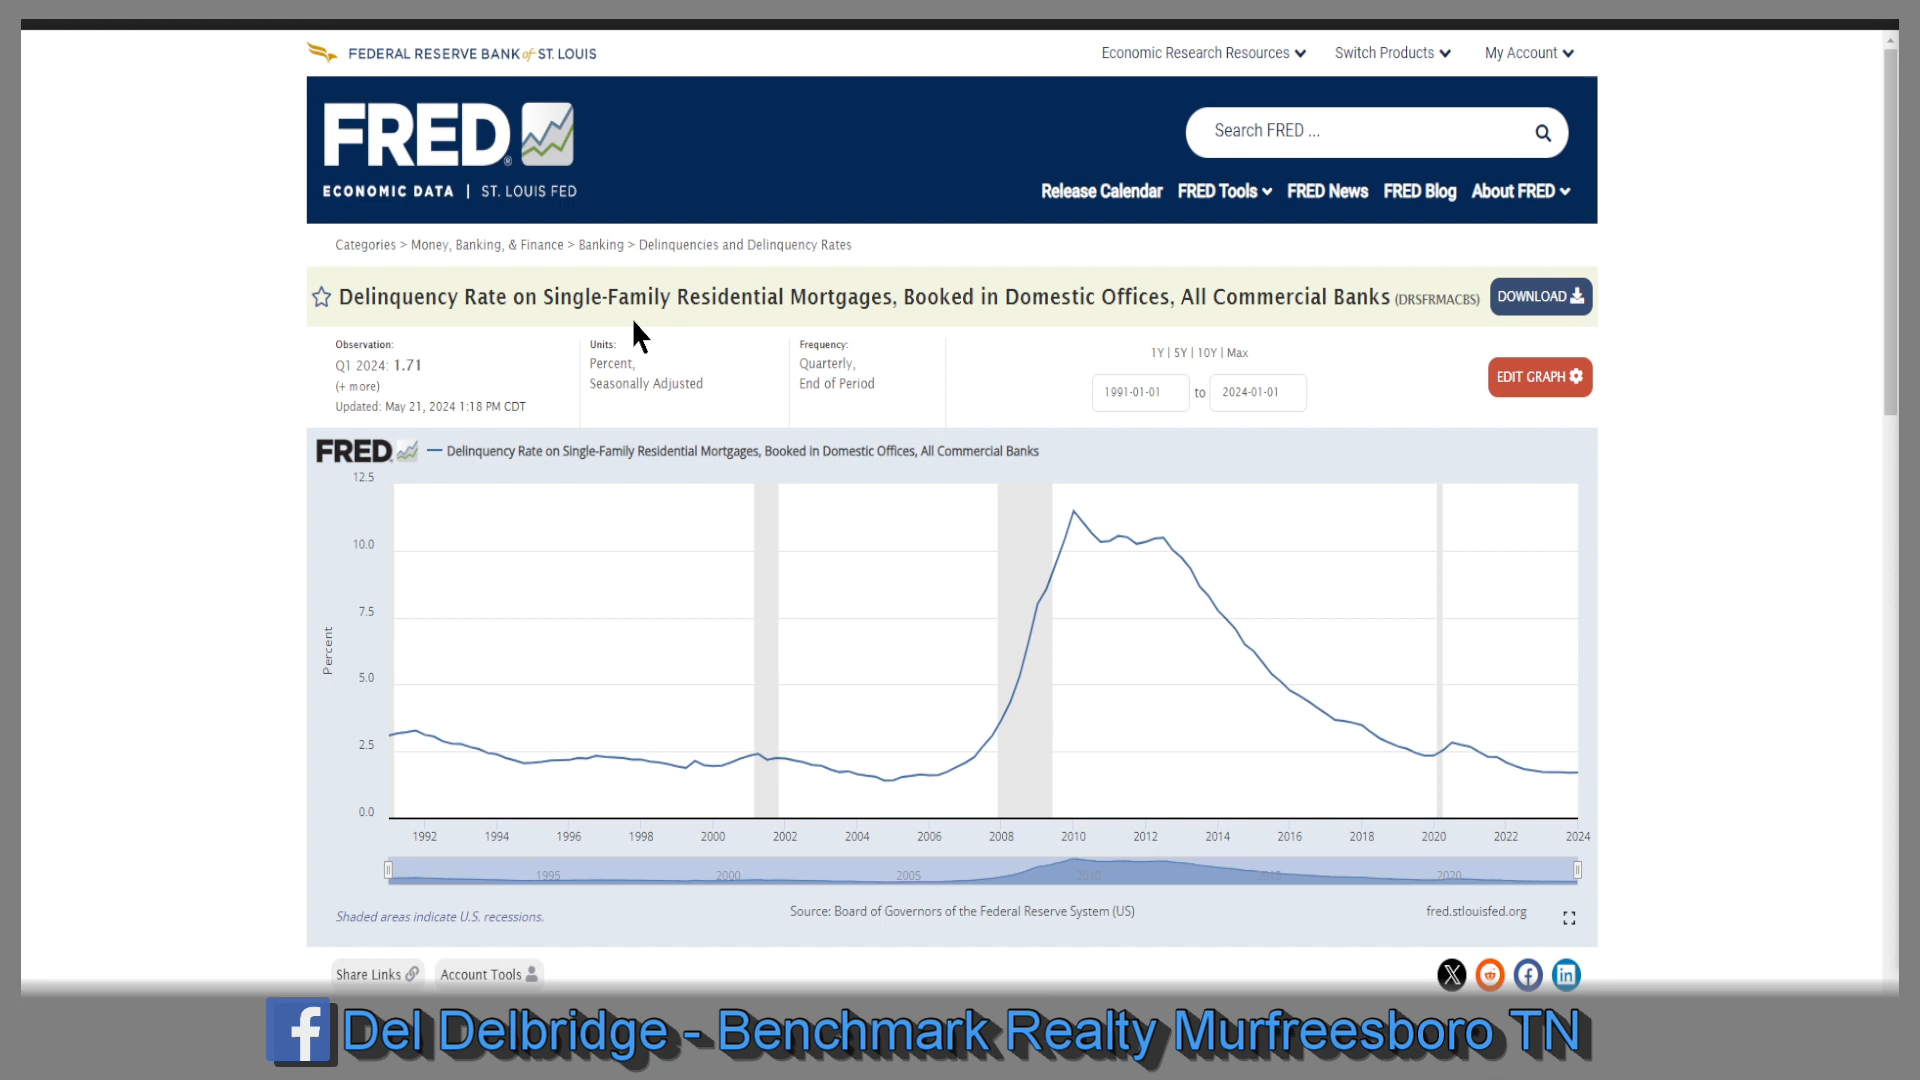 FEDERAL RESERVE BANK of ST. LOUIS
Economic Research Resources Switch Products My Account
FRED®
ECONOMIC DATA | ST. LOUIS FED
Search FRED ...
Release Calendar FRED Tools FRED News FRED Blog About FRED
Categories > Money, Banking, & Finance > Banking > Delinquencies and Delinquency Rates
Delinquency Rate on Single-Family Residential Mortgages, Booked in Domestic Offices, All Commercial Banks (DRSFRMACBS)
DOWNLOAD
Observation:
Q1 2024: 1.71
(+ more)
Updated: May 21, 2024 1:18 PM CDT
Units:
Percent,
Seasonally Adjusted
Frequency:
Quarterly,
End of Period
1Y | 5Y | 10Y | Max
1991-01-01 to 2024-01-01
EDIT GRAPH
FRED Delinquency Rate on Single-Family Residential Mortgages, Booked in Domestic Offices, All Commercial Banks
12.5
10.0
7.5
5.0
2.5
0.0
Percent
1992 1994 1996 1998 2000 2002 2004 2006 2008 2010 2012 2014 2016 2018 2020 2022 2024
1995 2000 2005 2010 2015 2020
Shaded areas indicate U.S. recessions.
Source: Board of Governors of the Federal Reserve System (US)
fred.stlouisfed.org
Share Links Account Tools
Del Delbridge - Benchmark Realty Murfreesboro TN